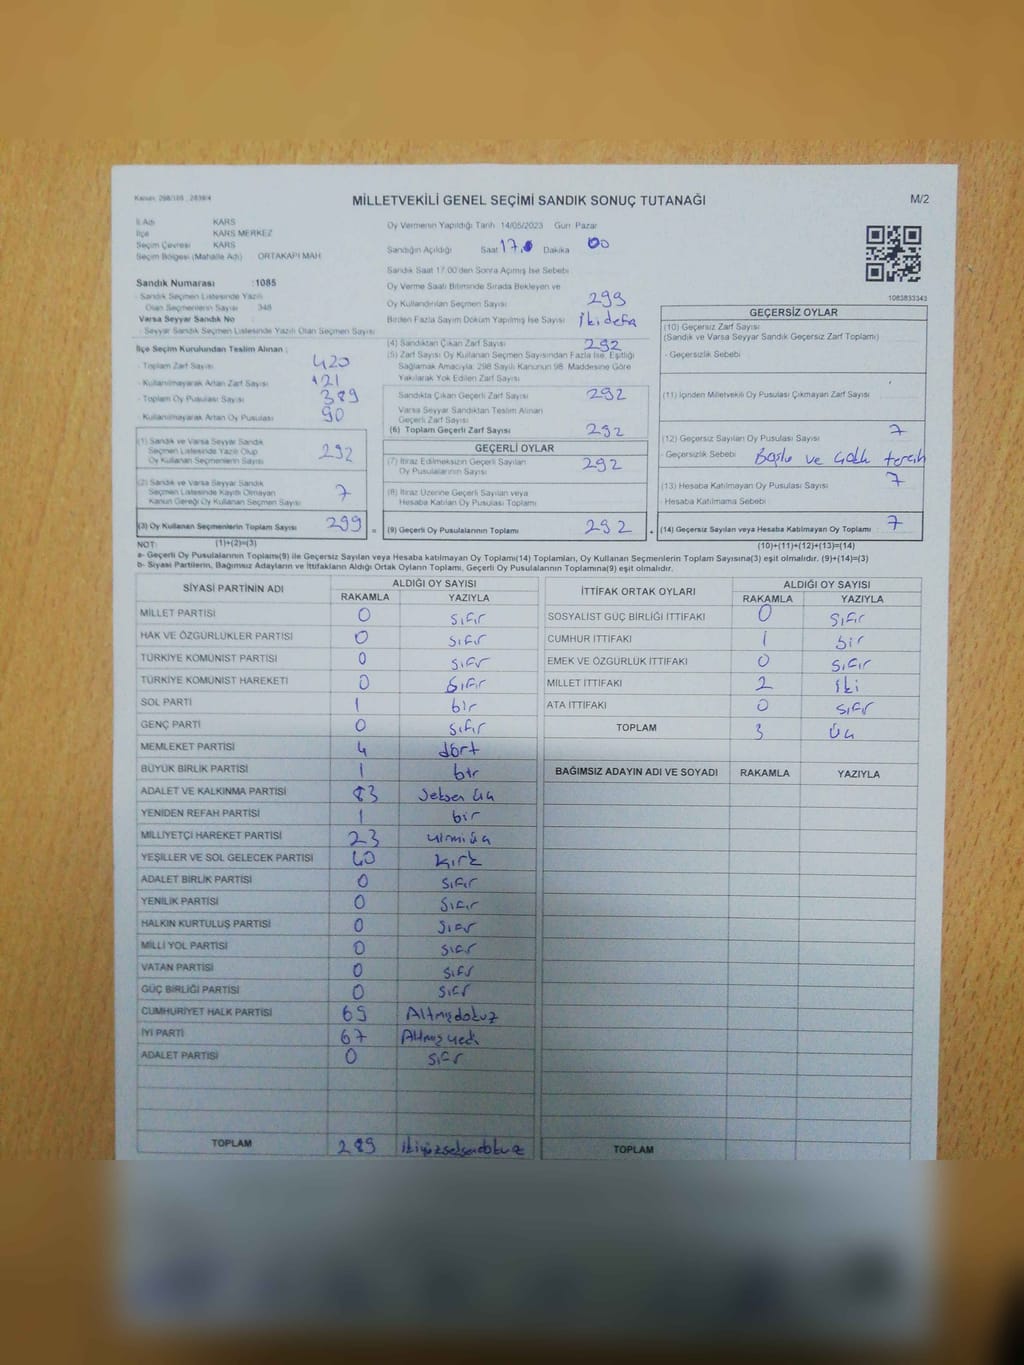 Kanun: 298/105 , 2839/4
MİLLETVEKİLİ GENEL SEÇİMİ SANDIK SONUÇ TUTANAĞI
M/2
İl Adı KARS
İlçe KARS MERKEZ
Seçim Çevresi KARS
Seçim Bölgesi (Mahalle Adı) ORTAKAPI MAH
Sandık Numarası :1085
Sandık Seçmen Listesinde Yazılı
Olan Seçmenlerin Sayısı 348
Varsa Seyyar Sandık No
Seyyar Sandık Seçmen Listesinde Yazılı Olan Seçmen Sayısı
Oy Vermenin Yapıldığı Tarih 14/05/2023 Gün Pazar
Sandığın Açıldığı Saat 17.0 Dakika 00
Sandık Saat 17.00'den Sonra Açılmış İse Sebebi
Oy Verme Saati Bitiminde Sırada Bekleyen ve
Oy Kullandırılan Seçmen Sayısı 299
Birden Fazla Sayım Döküm Yapılmış İse Sayısı iki defa
1083833343
İlçe Seçim Kurulundan Teslim Alınan :
- Toplam Zarf Sayısı 420
- Kullanılmayarak Artan Zarf Sayısı 121
- Toplam Oy Pusulası Sayısı 389
- Kullanılmayarak Artan Oy Pusulası 90
(1) Sandık ve Varsa Seyyar Sandık
Seçmen Listesinde Yazılı Olup
Oy Kullanan Seçmenlerin Sayısı 292
(2) Sandık ve Varsa Seyyar Sandık
Seçmen Listesinde Kayıtlı Olmayan
Kanun Gereği Oy Kullanan Seçmen Sayısı 7
(3) Oy Kullanan Seçmenlerin Toplam Sayısı 299 =
(4) Sandıktan Çıkan Zarf Sayısı 292
(5) Zarf Sayısı Oy Kullanan Seçmen Sayısından Fazla İse, Eşitliği
Sağlamak Amacıyla 298 Sayılı Kanunun 98. Maddesine Göre
Yakılarak Yok Edilen Zarf Sayısı
Sandıkta Çıkan Geçerli Zarf Sayısı 292
Varsa Seyyar Sandıktan Teslim Alınan
Geçerli Zarf Sayısı
(6) Toplam Geçerli Zarf Sayısı 292
GEÇERLİ OYLAR
(7) İtiraz Edilmeksizin Geçerli Sayılan
Oy Pusulalarının Sayısı 292
(8) İtiraz Üzerine Geçerli Sayılan veya
Hesaba Katılan Oy Pusulası Toplamı
(9) Geçerli Oy Pusulalarının Toplamı 292 +
GEÇERSİZ OYLAR
(10) Geçersiz Zarf Sayısı
(Sandık ve Varsa Seyyar Sandık Geçersiz Zarf Toplamı)
- Geçersizlik Sebebi
(11) İçinden Milletvekili Oy Pusulası Çıkmayan Zarf Sayısı
(12) Geçersiz Sayılan Oy Pusulası Sayısı 7
- Geçersizlik Sebebi ve tercih
(13) Hesaba Katılmayan Oy Pusulası Sayısı 7
Hesaba Katılmama Sebebi
(14) Geçersiz Sayılan veya Hesaba Katılmayan Oy Toplamı 7
NOT: (1)+(2)=(3) (10)+(11)+(12)+(13)=(14)
a- Geçerli Oy Pusulalarının Toplamı(9) ile Geçersiz Sayılan veya Hesaba katılmayan Oy Toplamı(14) Toplamları, Oy Kullanan Seçmenlerin Toplam Sayısına(3) eşit olmalıdır. (9)+(14)=(3)
b- Siyasi Partilerin, Bağımsız Adayların ve İttifakların Aldığı Ortak Oyların Toplamı, Geçerli Oy Pusulalarının Toplamına(9) eşit olmalıdır.
SİYASİ PARTİNİN ADI ALDIĞI OY SAYISI
RAKAMLA YAZIYLA
MİLLET PARTİSİ 0 sıfır
HAK VE ÖZGÜRLÜKLER PARTİSİ 0 sıfır
TÜRKİYE KOMÜNİST PARTİSİ 0 sıfır
TÜRKİYE KOMÜNİST HAREKETİ 0 sıfır
SOL PARTİ 1 bir
GENÇ PARTİ 0 sıfır
MEMLEKET PARTİSİ 4 dört
BÜYÜK BİRLİK PARTİSİ 1 bir
ADALET VE KALKINMA PARTİSİ 83 seksen üç
YENİDEN REFAH PARTİSİ 1 bir
MİLLİYETÇİ HAREKET PARTİSİ 23 yirmi üç
YEŞİLLER VE SOL GELECEK PARTİSİ 40 kırk
ADALET BİRLİK PARTİSİ 0 sıfır
YENİLİK PARTİSİ 0 sıfır
HALKIN KURTULUŞ PARTİSİ 0 sıfır
MİLLİ YOL PARTİSİ 0 sıfır
VATAN PARTİSİ 0 sıfır
GÜÇ BİRLİĞİ PARTİSİ 0 sıfır
CUMHURİYET HALK PARTİSİ 69 Altmışdokuz
İYİ PARTİ 67 Altmış yedi
ADALET PARTİSİ 0 sıfır
TOPLAM 289 ikiyüzseksendokuz
İTTİFAK ORTAK OYLARI ALDIĞI OY SAYISI
RAKAMLA YAZIYLA
SOSYALİST GÜÇ BİRLİĞİ İTTİFAKI 0 sıfır
CUMHUR İTTİFAKI 1 bir
EMEK VE ÖZGÜRLÜK İTTİFAKI 0 sıfır
MİLLET İTTİFAKI 2 iki
ATA İTTİFAKI 0 sıfır
TOPLAM 3 üç
BAĞIMSIZ ADAYIN ADI VE SOYADI RAKAMLA YAZIYLA
TOPLAM